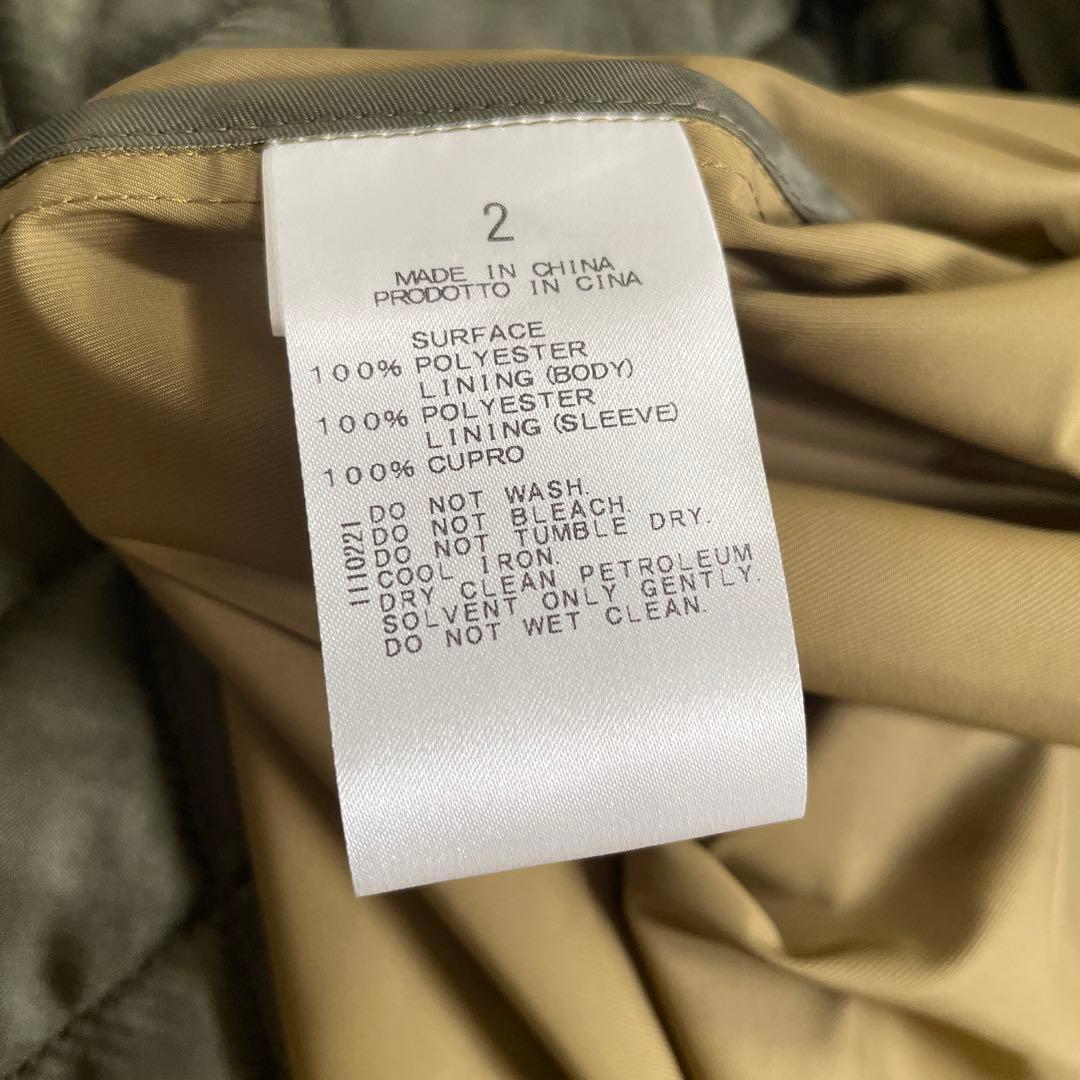 2
MADE IN CHINA
PRODOTTO IN CINA
SURFACE
100% POLYESTER
LINING (BODY)
100% POLYESTER
LINING (SLEEVE)
100% CUPRO
1110221
DO NOT WASH.
DO NOT BLEACH.
DO NOT TUMBLE DRY.
COOL IRON.
DRY CLEAN, PETROLEUM
SOLVENT ONLY GENTLY.
DO NOT WET CLEAN.